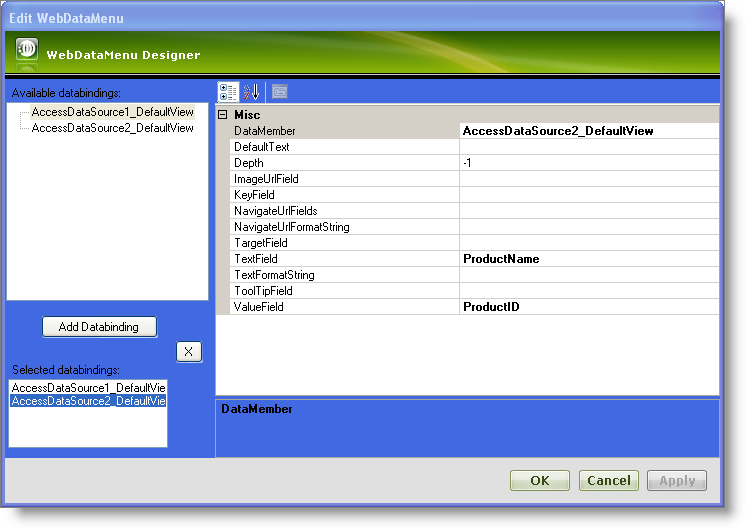 Edit WebDataMenu
WebDataMenu Designer
Available databindings:
AccessDataSource1_DefaultView
AccessDataSource2_DefaultView
Add Databinding
X
Selected databindings:
AccessDataSource1_DefaultVie
AccessDataSource2_DefaultVie
Misc
DataMember AccessDataSource2_DefaultView
DefaultText
Depth -1
ImageUrlField
KeyField
NavigateUrlFields
NavigateUrlFormatString
TargetField
TextField ProductName
TextFormatString
ToolTipField
ValueField ProductID
DataMember
OK Cancel Apply